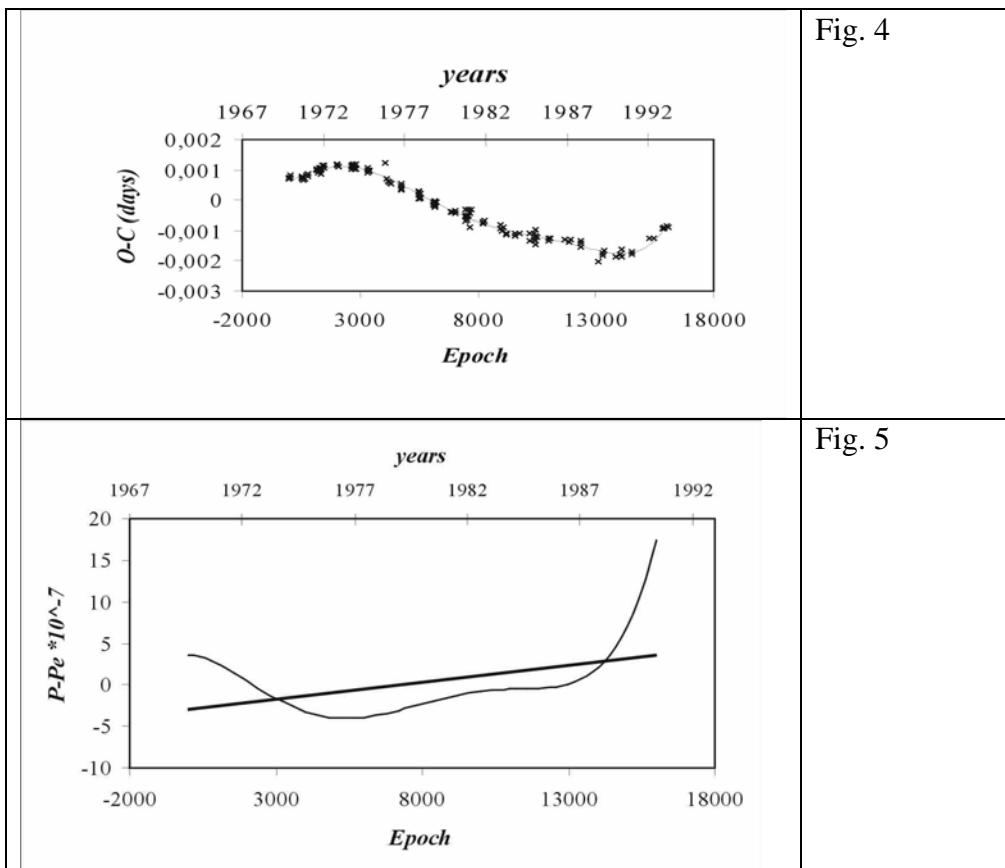 Fig. 4
years
1967 1972 1977 1982 1987 1992
0,002
0,001
0
-0,001
-0,002
-0,003
O-C (days)
-2000 3000 8000 13000 18000
Epoch
Fig. 5
years
1967 1972 1977 1982 1987 1992
20
15
10
5
0
-5
-10
P-Pe *10^-7
-2000 3000 8000 13000 18000
Epoch